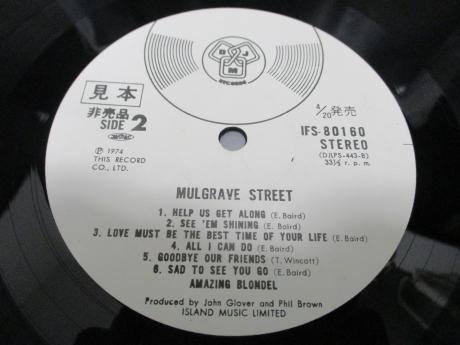 D J M
RECORDS
見本
非売品
SIDE 2
4/20発売
IFS-80160
STEREO
(DJLPS-443-B)
33⅓ r. p. m.
Ⓟ 1974
THIS RECORD
CO., LTD.
MULGRAVE STREET
1. HELP US GET ALONG (E. Baird)
2. SEE 'EM SHINING (E. Baird)
3. LOVE MUST BE THE BEST TIME OF YOUR LIFE (E. Baird)
4. ALL I CAN DO (E. Baird)
5. GOODBYE OUR FRIENDS (T. Wincott)
6. SAD TO SEE YOU GO (E. Baird)
AMAZING BLONDEL
Produced by John Glover and Phil Brown
ISLAND MUSIC LIMITED